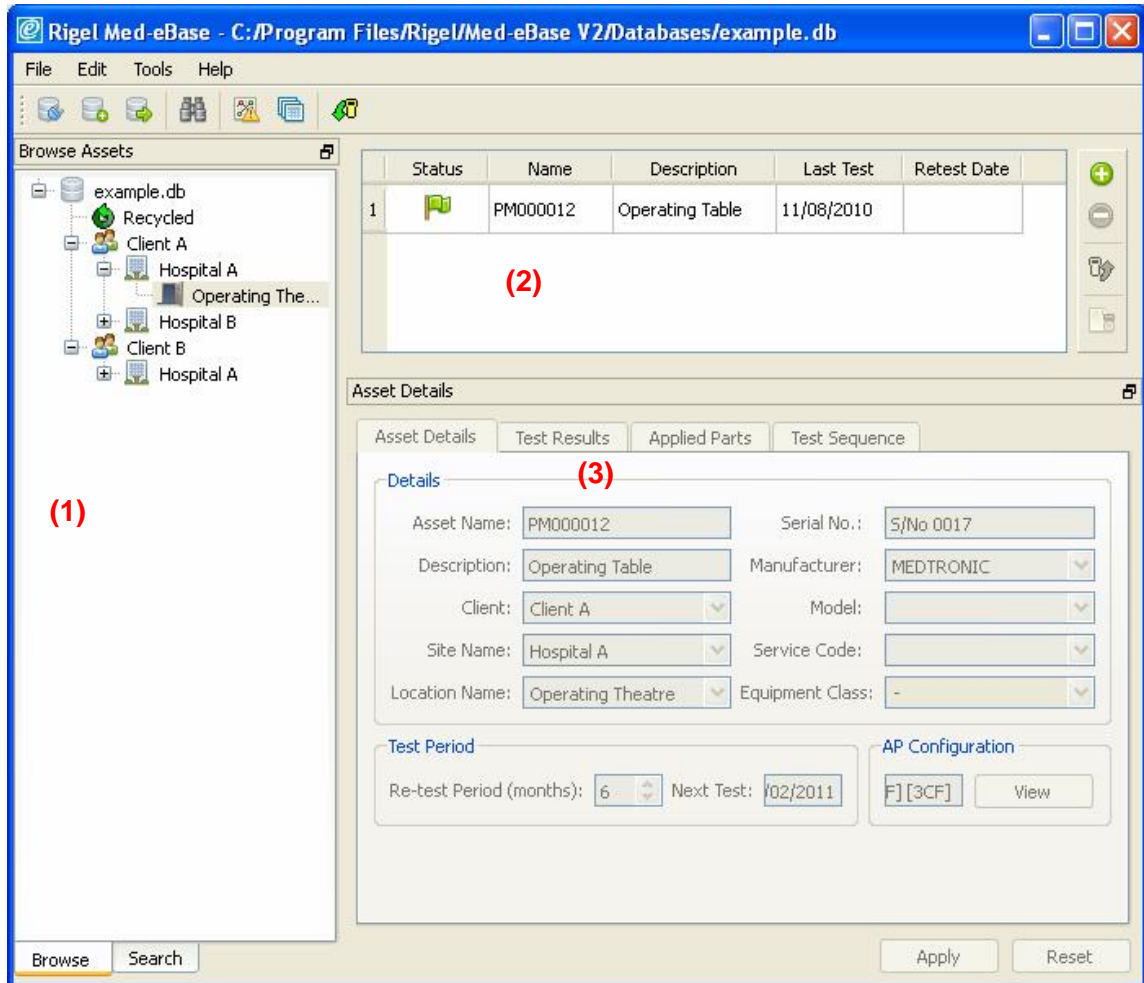 Rigel Med-eBase - C:/Program Files/Rigel/Med-eBase V2/Databases/example.db
File Edit Tools Help
Browse Assets
example.db
Recycled
Client A
Hospital A
Operating The...
Hospital B
Client B
Hospital A
(1)
Browse Search
Status Name Description Last Test Retest Date
1 PM000012 Operating Table 11/08/2010
(2)
Asset Details
Asset Details Test Results Applied Parts Test Sequence
(3)
Details
Asset Name: PM000012 Serial No.: S/No 0017
Description: Operating Table Manufacturer: MEDTRONIC
Client: Client A Model:
Site Name: Hospital A Service Code:
Location Name: Operating Theatre Equipment Class: -
Test Period AP Configuration
Re-test Period (months): 6 Next Test: /02/2011 F] [3CF] View
Apply Reset